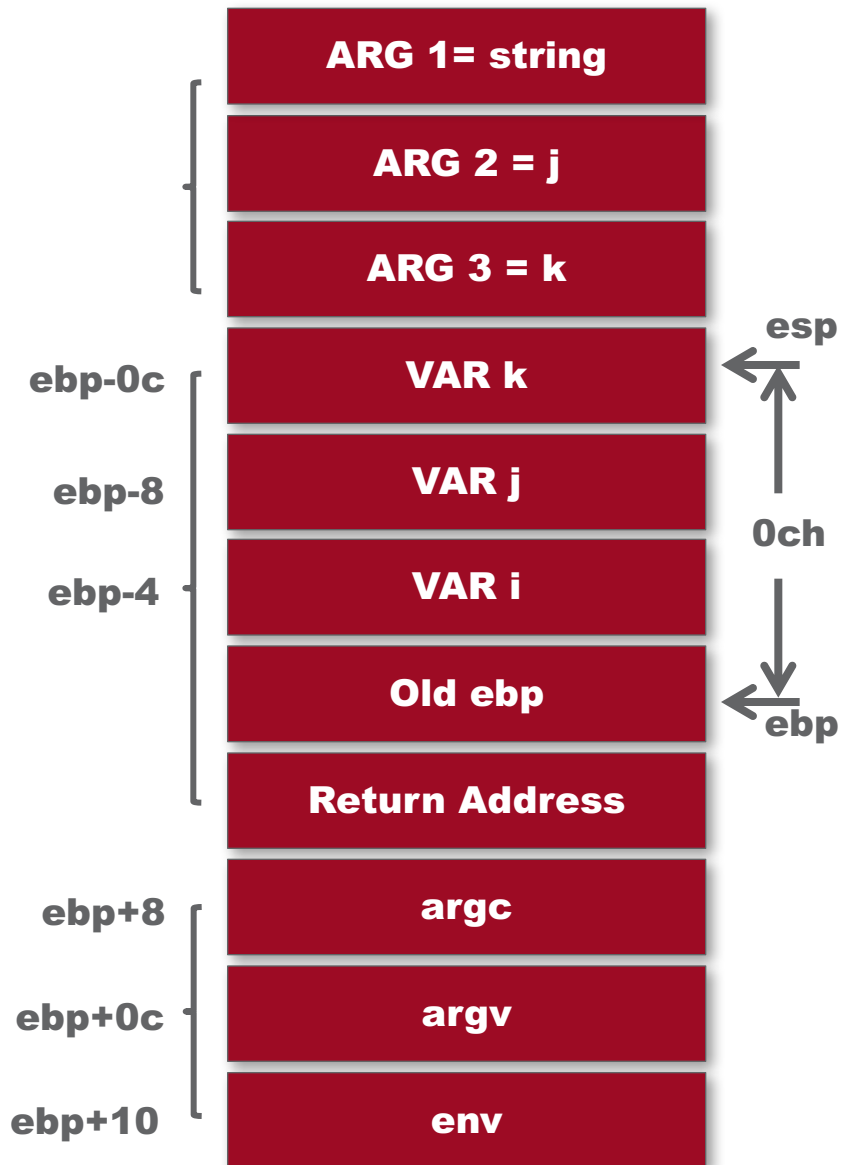 ARG 1= string
ARG 2 = j
ARG 3 = k
esp
ebp-0c
VAR k
ebp-8
VAR j
0ch
ebp-4
VAR i
Old ebp
ebp
Return Address
ebp+8
argc
ebp+0c
argv
ebp+10
env